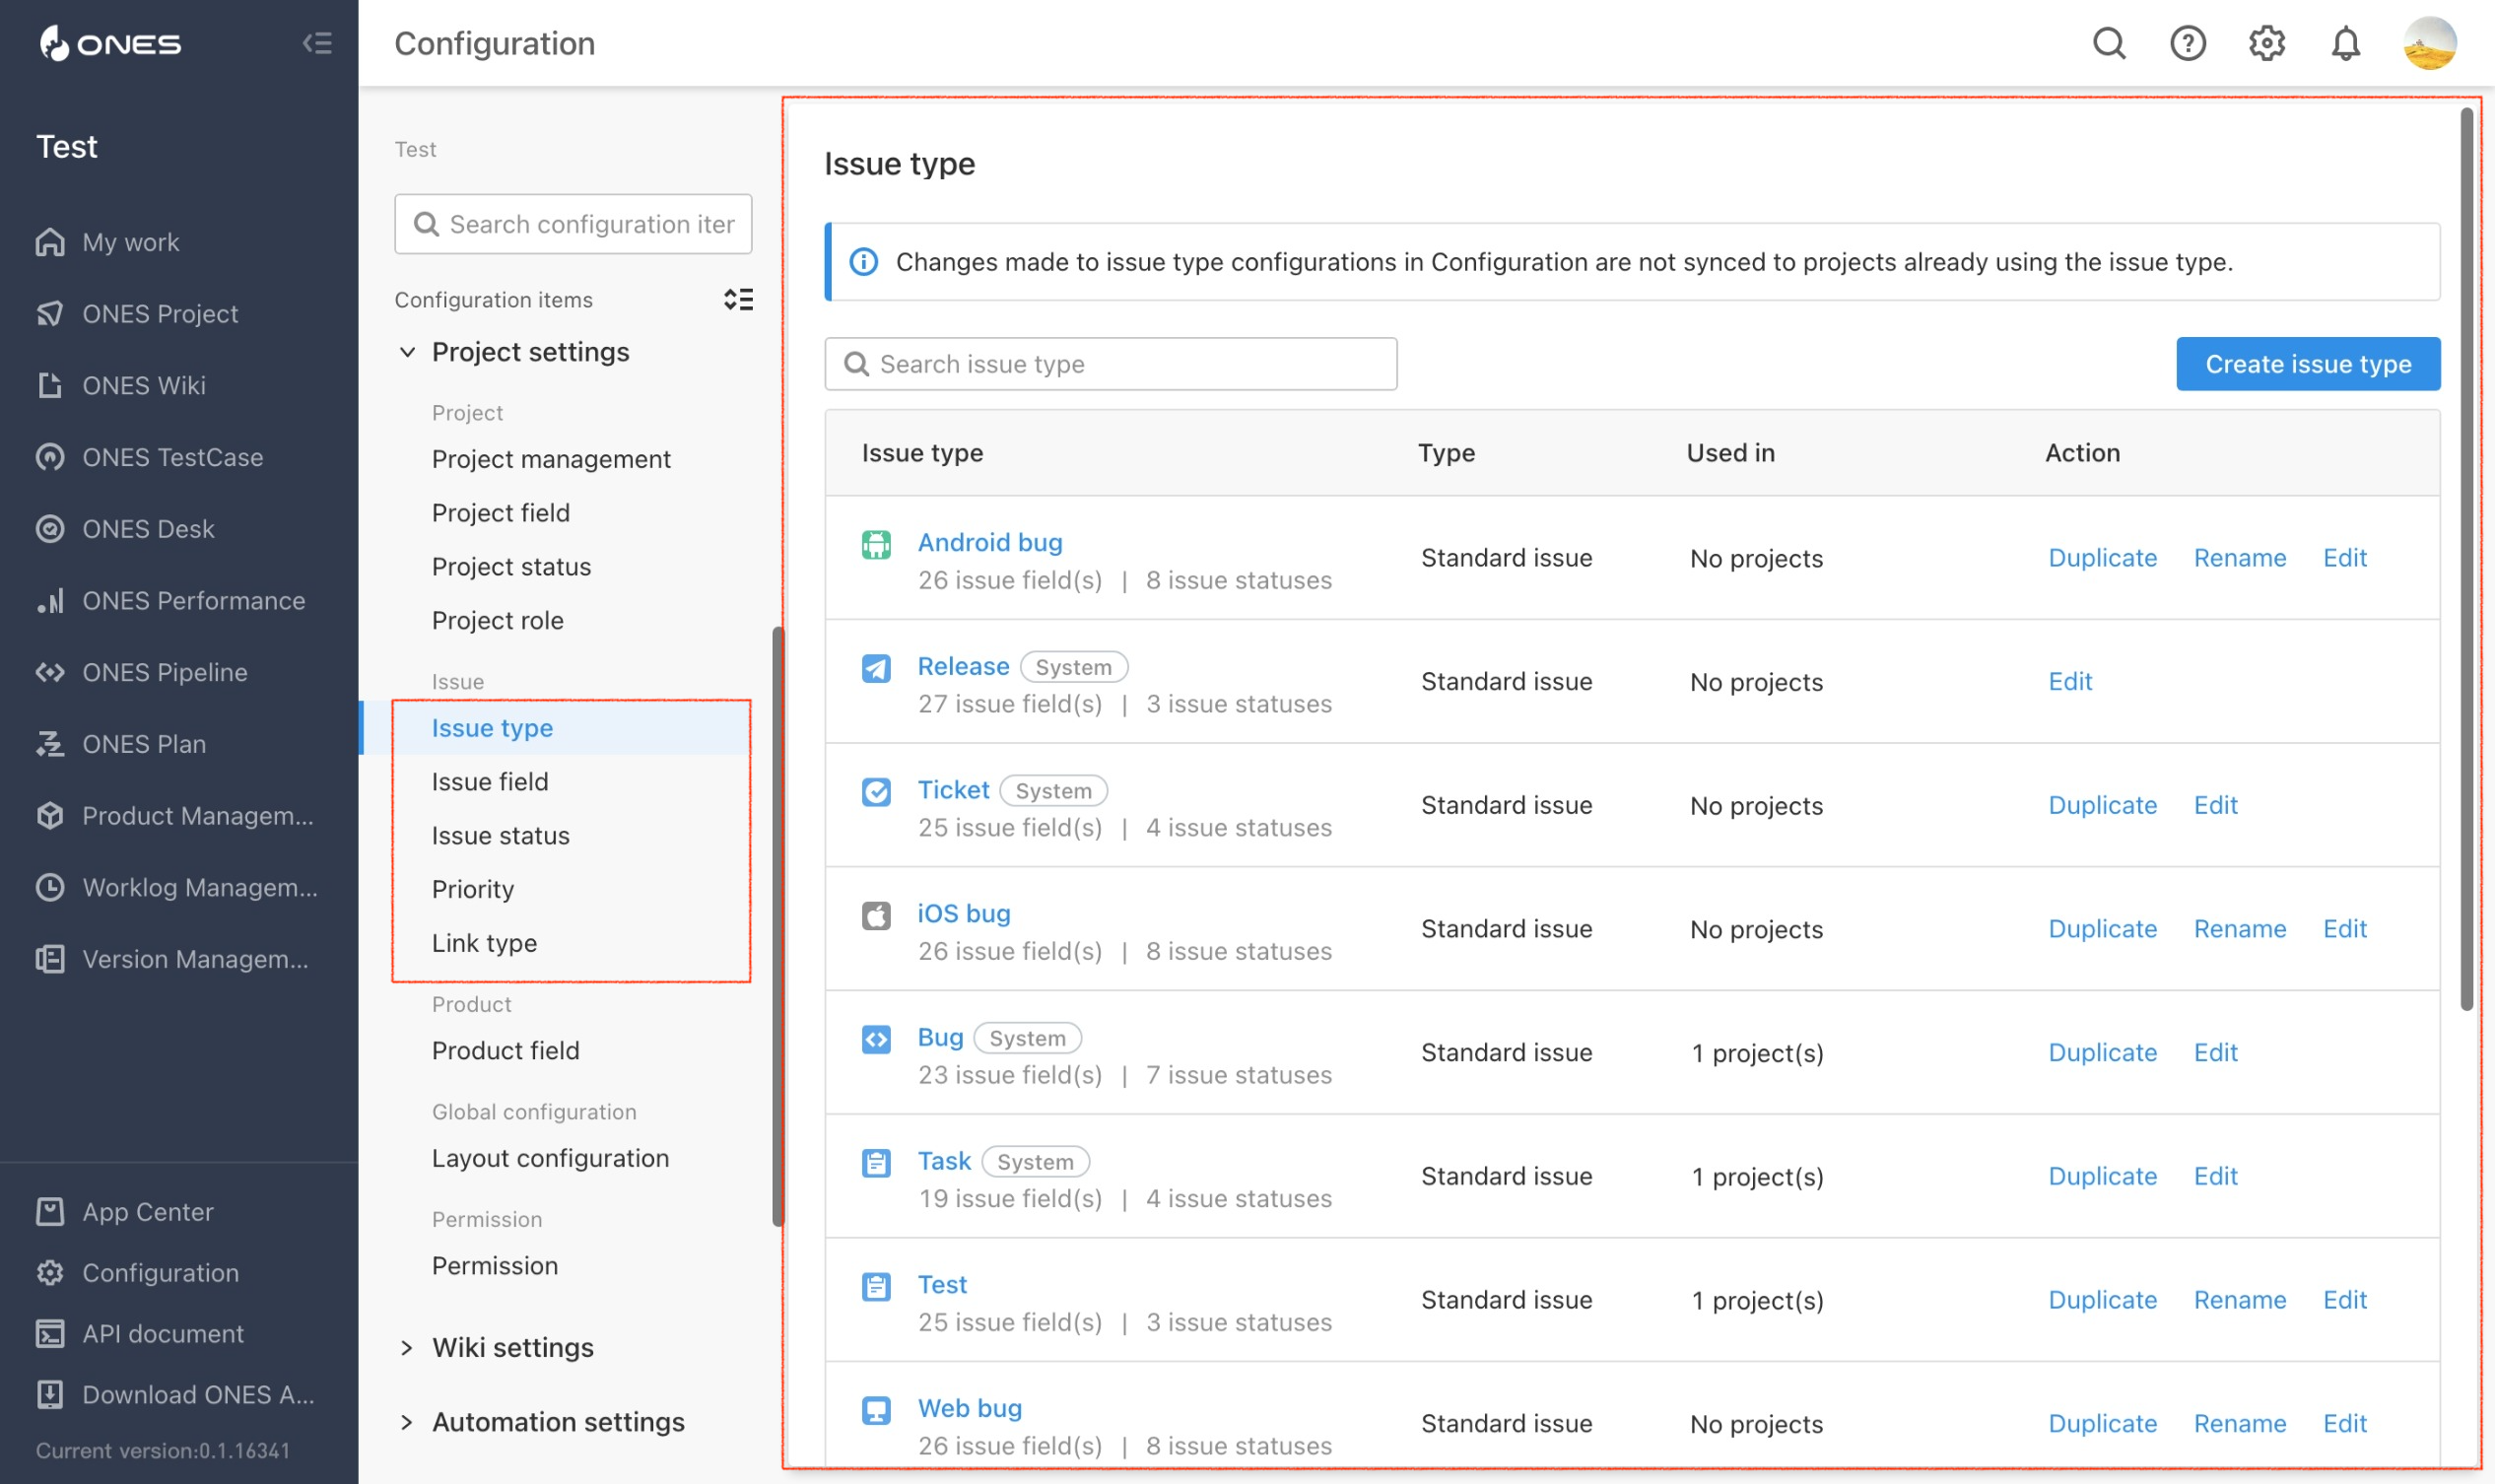 ONES
Test
My work
ONES Project
ONES Wiki
ONES TestCase
ONES Desk
ONES Performance
ONES Pipeline
ONES Plan
Product Managem...
Worklog Managem...
Version Managem...
App Center
Configuration
API document
Download ONES A...
Current version:0.1.16341
Configuration
Test
Search configuration iter
Configuration items
Project settings
Project
Project management
Project field
Project status
Project role
Issue
Issue type
Issue field
Issue status
Priority
Link type
Product
Product field
Global configuration
Layout configuration
Permission
Permission
Wiki settings
Automation settings
Issue type
Changes made to issue type configurations in Configuration are not synced to projects already using the issue type.
Search issue type
Create issue type
Issue type Type Used in Action
Android bug
26 issue field(s) | 8 issue statuses
Standard issue No projects Duplicate Rename Edit
Release System
27 issue field(s) | 3 issue statuses
Standard issue No projects Edit
Ticket System
25 issue field(s) | 4 issue statuses
Standard issue No projects Duplicate Edit
iOS bug
26 issue field(s) | 8 issue statuses
Standard issue No projects Duplicate Rename Edit
Bug System
23 issue field(s) | 7 issue statuses
Standard issue 1 project(s) Duplicate Edit
Task System
19 issue field(s) | 4 issue statuses
Standard issue 1 project(s) Duplicate Edit
Test
25 issue field(s) | 3 issue statuses
Standard issue 1 project(s) Duplicate Rename Edit
Web bug
26 issue field(s) | 8 issue statuses
Standard issue No projects Duplicate Rename Edit